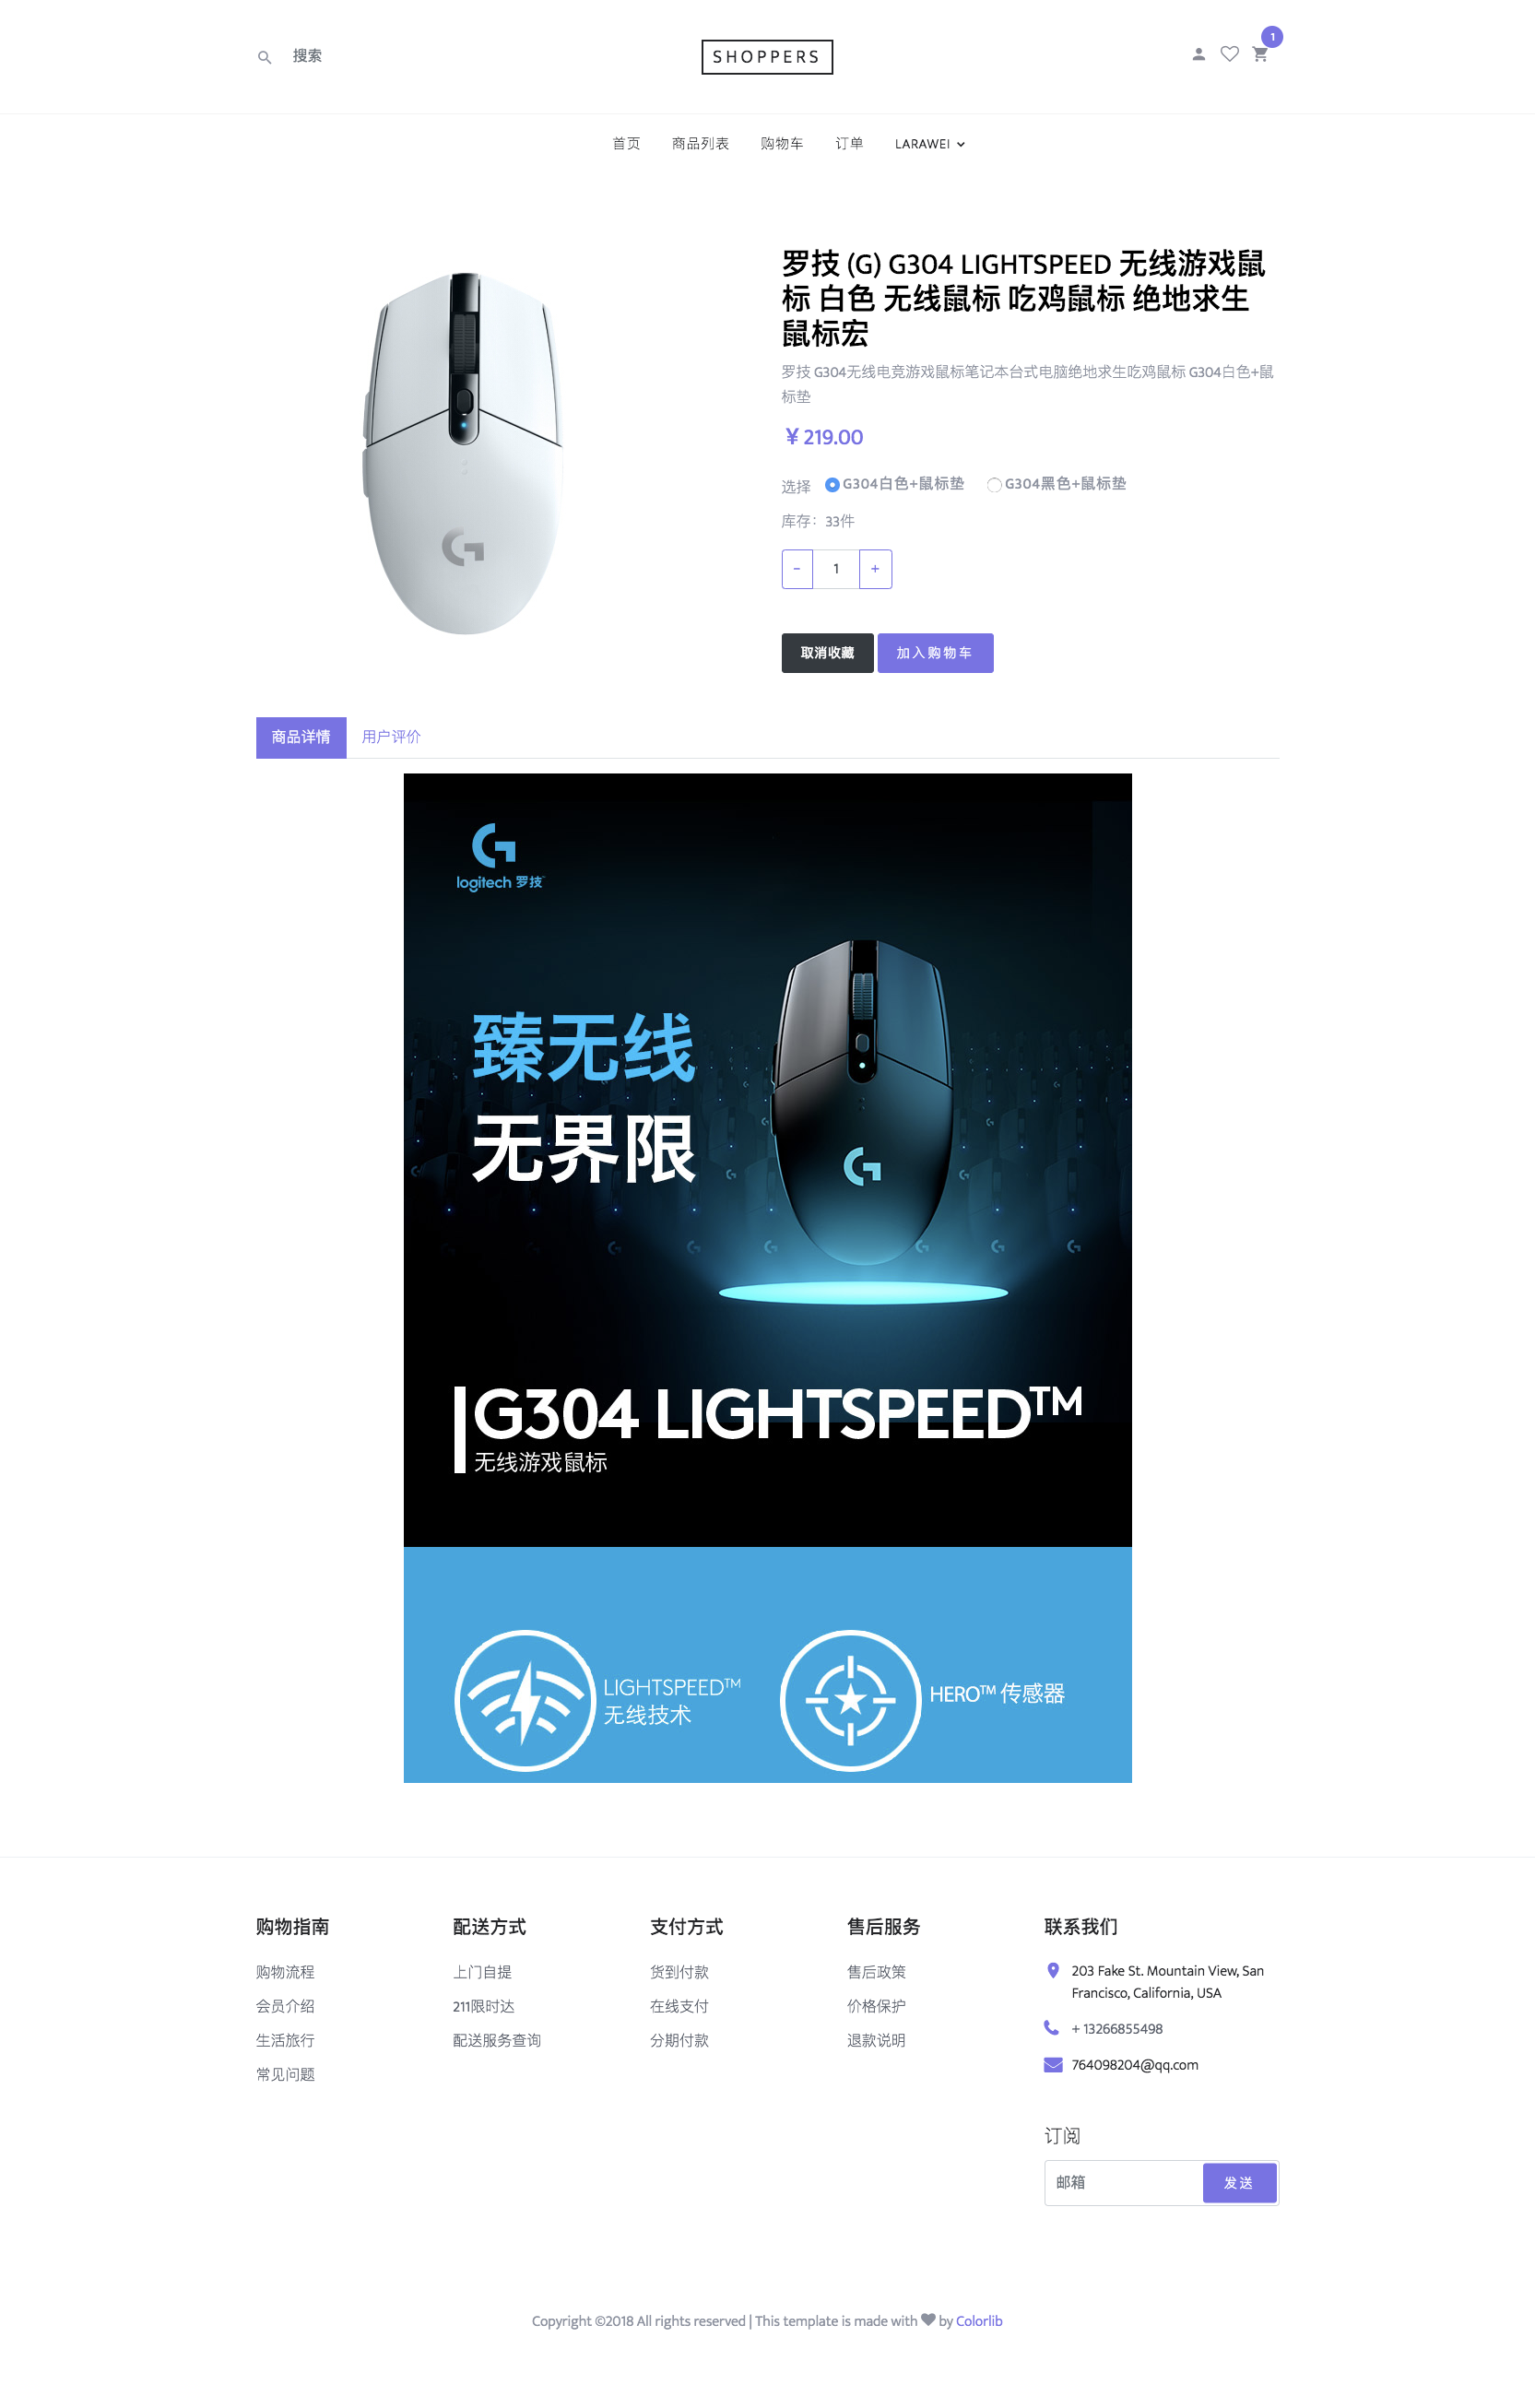 搜索
SHOPPERS
1
首页 商品列表 购物车 订单 LARAWEI
罗技 (G) G304 LIGHTSPEED 无线游戏鼠
标 白色 无线鼠标 吃鸡鼠标 绝地求生
鼠标宏
罗技 G304无线电竞游戏鼠标笔记本台式电脑绝地求生吃鸡鼠标 G304白色+鼠
标垫
￥219.00
选择 G304白色+鼠标垫 G304黑色+鼠标垫
库存：33件
- 1 +
取消收藏 加入购物车
商品详情 用户评价
logitech 罗技
臻无线
无界限
G304 LIGHTSPEED™
无线游戏鼠标
LIGHTSPEED™
无线技术
HERO™ 传感器
购物指南
购物流程
会员介绍
生活旅行
常见问题
配送方式
上门自提
211限时达
配送服务查询
支付方式
货到付款
在线支付
分期付款
售后服务
售后政策
价格保护
退款说明
联系我们
203 Fake St. Mountain View, San
Francisco, California, USA
+ 13266855498
764098204@qq.com
订阅
邮箱 发送
Copyright ©2018 All rights reserved | This template is made with by Colorlib